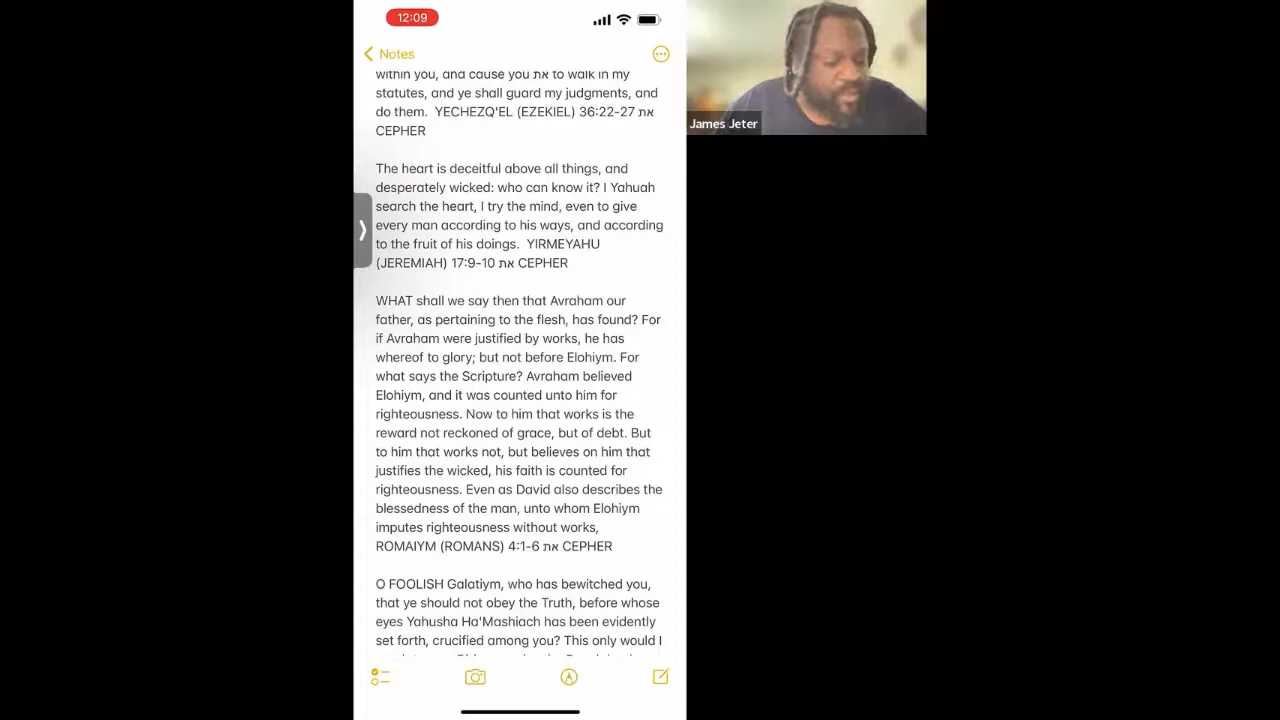 12:09
Notes
within you, and cause you את to walk in my
statutes, and ye shall guard my judgments, and
do them.  YECHEZQ'EL (EZEKIEL) 36:22-27 את
CEPHER
The heart is deceitful above all things, and
desperately wicked: who can know it? I Yahuah
search the heart, I try the mind, even to give
every man according to his ways, and according
to the fruit of his doings.  YIRMEYAHU
(JEREMIAH) 17:9-10 את CEPHER
WHAT shall we say then that Avraham our
father, as pertaining to the flesh, has found? For
if Avraham were justified by works, he has
whereof to glory; but not before Elohiym. For
what says the Scripture? Avraham believed
Elohiym, and it was counted unto him for
righteousness. Now to him that works is the
reward not reckoned of grace, but of debt. But
to him that works not, but believes on him that
justifies the wicked, his faith is counted for
righteousness. Even as David also describes the
blessedness of the man, unto whom Elohiym
imputes righteousness without works,
ROMAIYM (ROMANS) 4:1-6 את CEPHER
O FOOLISH Galatiym, who has bewitched you,
that ye should not obey the Truth, before whose
eyes Yahusha Ha'Mashiach has been evidently
set forth, crucified among you? This only would I
James Jeter